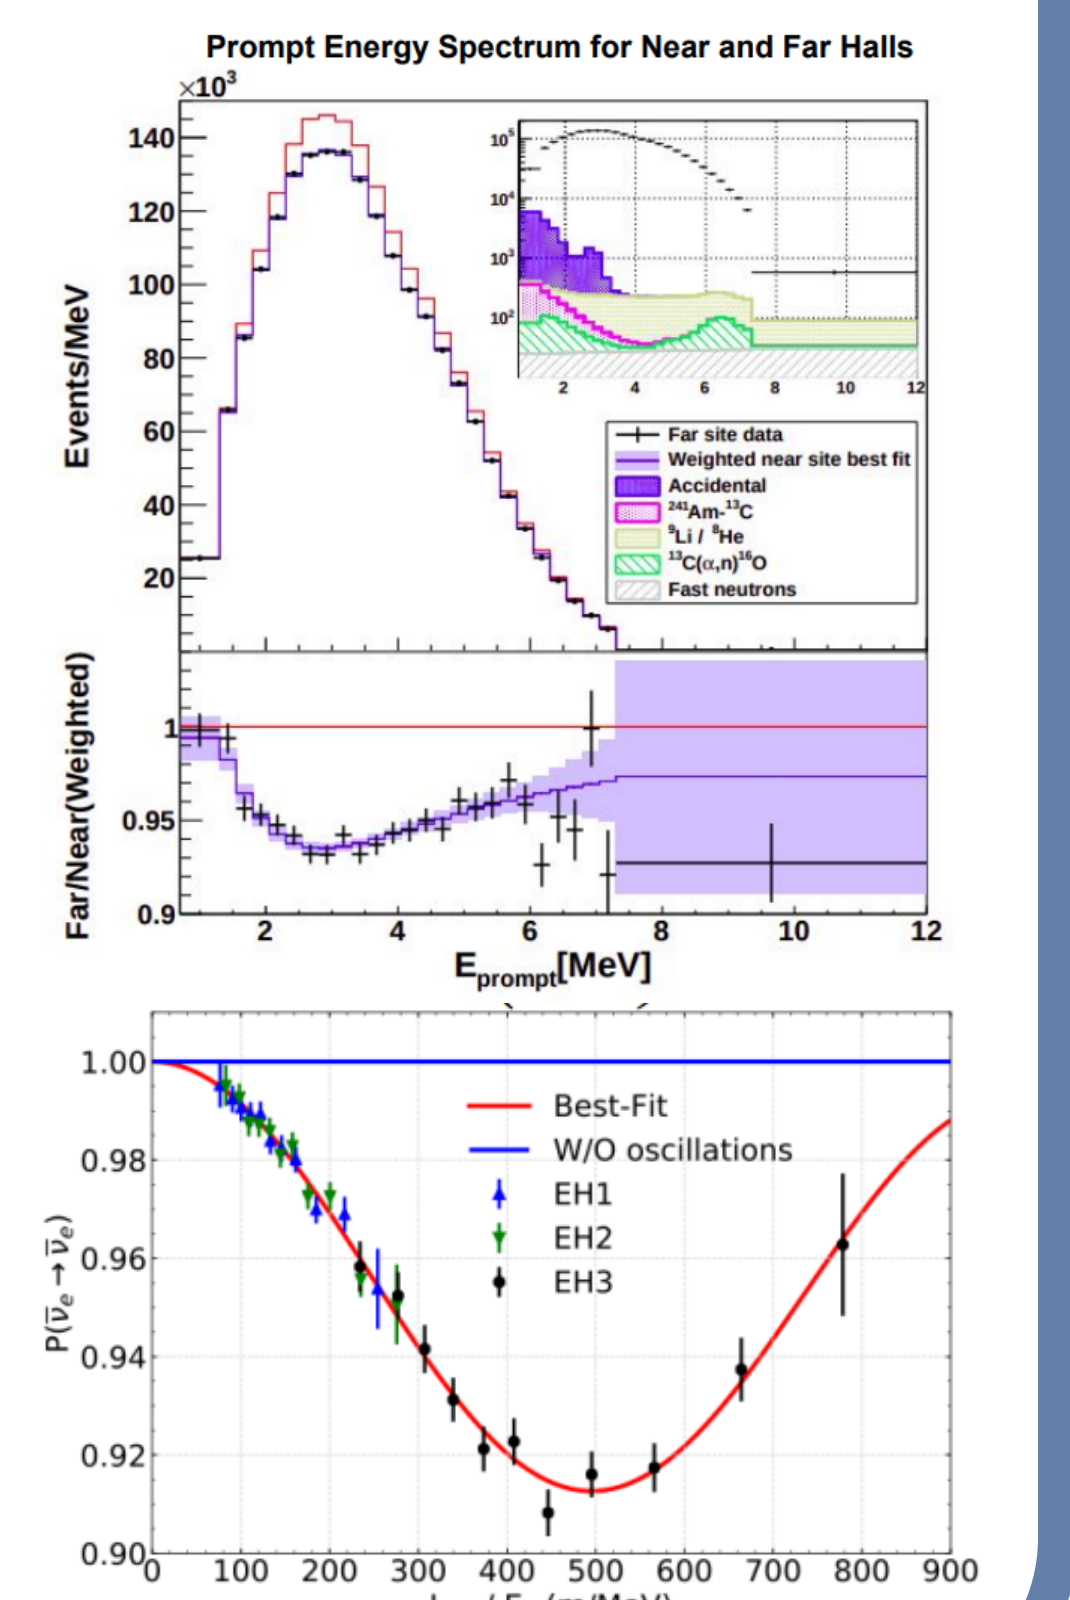 Prompt Energy Spectrum for Near and Far Halls
×10³
140
120
100
80
60
40
20
Events/MeV
10⁵
10⁴
10³
10²
2 4 6 8 10 12
Far site data
Weighted near site best fit
Accidental
²⁴¹Am-¹³C
⁹Li / ⁸He
¹³C(α,n)¹⁶O
Fast neutrons
Far/Near(Weighted)
1
0.95
0.9
2 4 6 8 10 12
E_prompt[MeV]
1.00
0.98
0.96
0.94
0.92
0.90
P(ν̄ₑ → ν̄ₑ)
Best-Fit
W/O oscillations
EH1
EH2
EH3
0 100 200 300 400 500 600 700 800 900